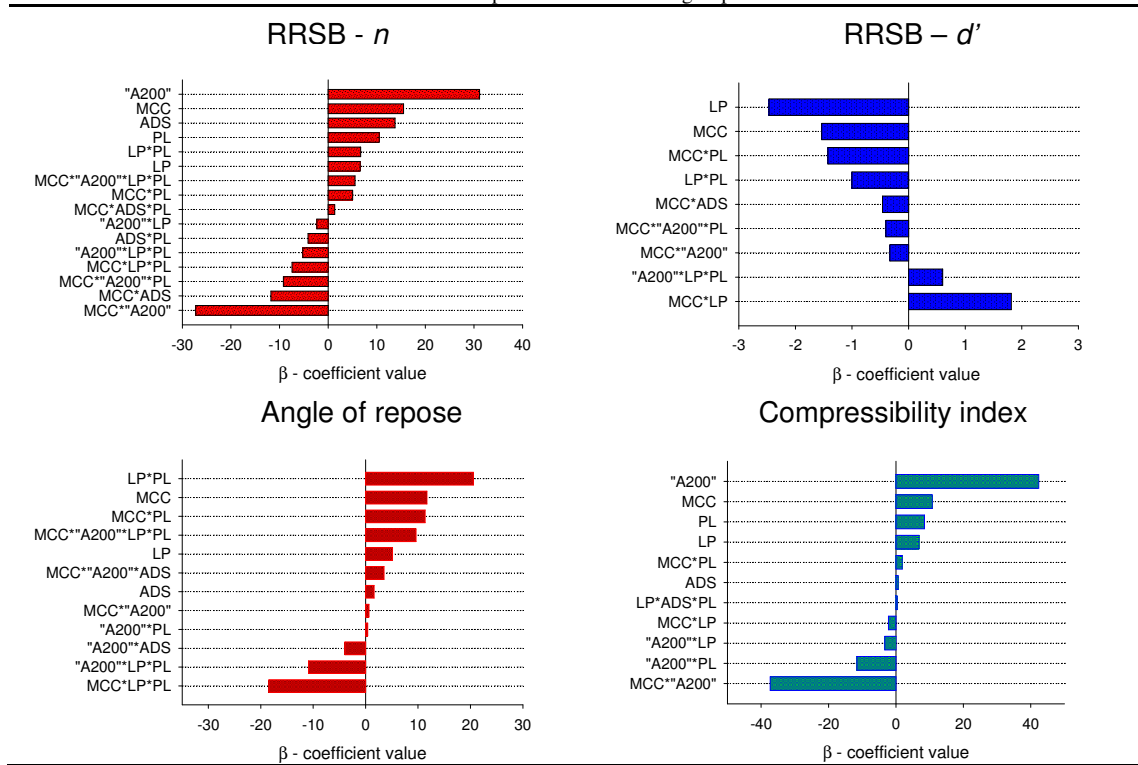 RRSB - n
"A200"
MCC
ADS
PL
LP*PL
LP
MCC*"A200"*LP*PL
MCC*PL
MCC*ADS*PL
"A200"*LP
ADS*PL
"A200"*LP*PL
MCC*LP*PL
MCC*"A200"*PL
MCC*ADS
MCC*"A200"
-30 -20 -10 0 10 20 30 40
β - coefficient value
RRSB – d'
LP
MCC
MCC*PL
LP*PL
MCC*ADS
MCC*"A200"*PL
MCC*"A200"
"A200"*LP*PL
MCC*LP
-3 -2 -1 0 1 2 3
β - coefficient value
Angle of repose
LP*PL
MCC
MCC*PL
MCC*"A200"*LP*PL
LP
MCC*"A200"*ADS
ADS
MCC*"A200"
"A200"*PL
"A200"*ADS
"A200"*LP*PL
MCC*LP*PL
-30 -20 -10 0 10 20 30
β - coefficient value
Compressibility index
"A200"
MCC
PL
LP
MCC*PL
ADS
LP*ADS*PL
MCC*LP
"A200"*LP
"A200"*PL
MCC*"A200"
-40 -20 0 20 40
β - coefficient value